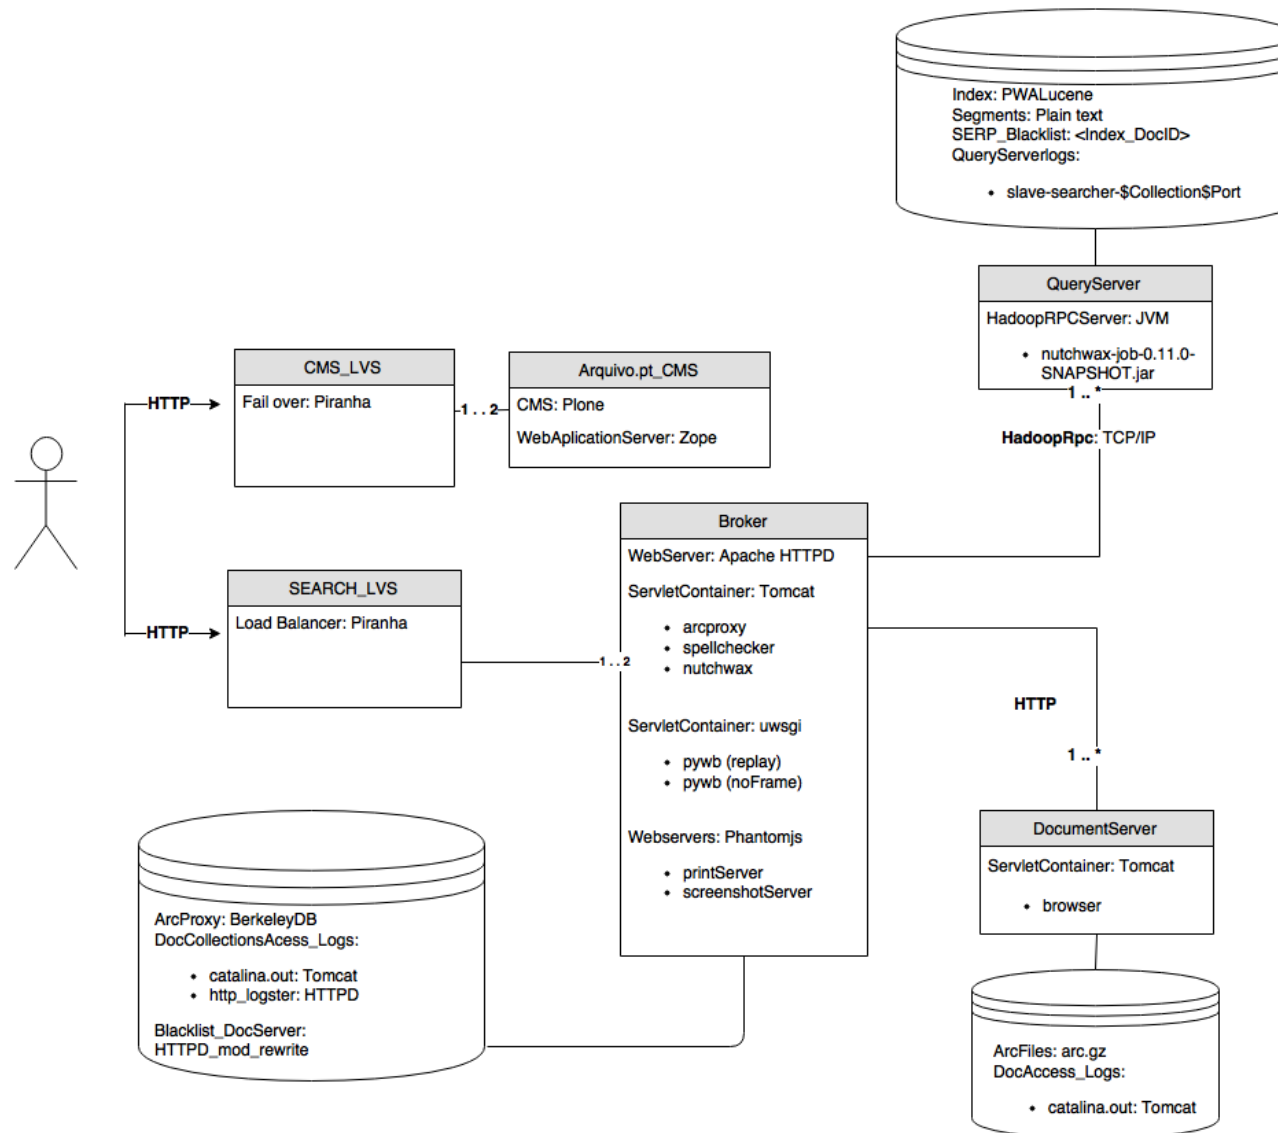 Index: PWALucene
Segments: Plain text
SERP_Blacklist: <Index_DocID>
QueryServerlogs:
• slave-searcher-$Collection$Port
QueryServer
HadoopRPCServer: JVM
• nutchwax-job-0.11.0-
SNAPSHOT.jar
1 . . *
HadoopRpc: TCP/IP
CMS_LVS
Fail over: Piranha
HTTP
1 . . 2
Arquivo.pt_CMS
CMS: Plone
WebAplicationServer: Zope
SEARCH_LVS
Load Balancer: Piranha
HTTP
1 . . 2
Broker
WebServer: Apache HTTPD
ServletContainer: Tomcat
• arcproxy
• spellchecker
• nutchwax
ServletContainer: uwsgi
• pywb (replay)
• pywb (noFrame)
Webservers: Phantomjs
• printServer
• screenshotServer
HTTP
1 .. *
DocumentServer
ServletContainer: Tomcat
• browser
ArcProxy: BerkeleyDB
DocCollectionsAcess_Logs:
• catalina.out: Tomcat
• http_logster: HTTPD
Blacklist_DocServer:
HTTPD_mod_rewrite
ArcFiles: arc.gz
DocAccess_Logs:
• catalina.out: Tomcat